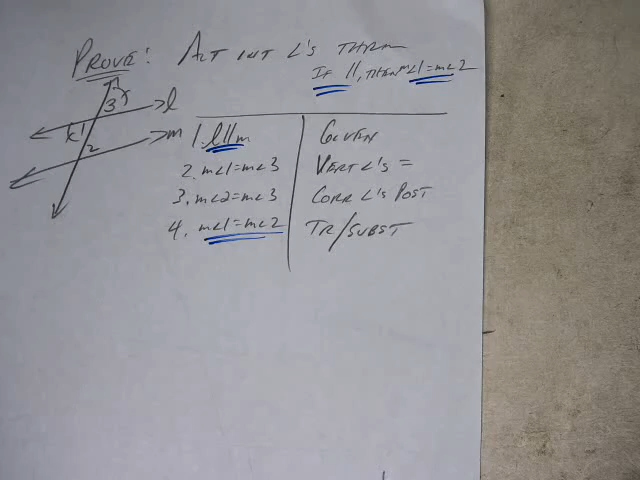 PROVE: ALT INT ∠'S THRM
IF ||, THEN m∠1=m∠2
3 x
l
x 1
m
2
1. l||m GIVEN
2. m∠1=m∠3 VERT ∠'S =
3. m∠2=m∠3 CORR ∠'S POST
4. m∠1=m∠2 TR/SUBST